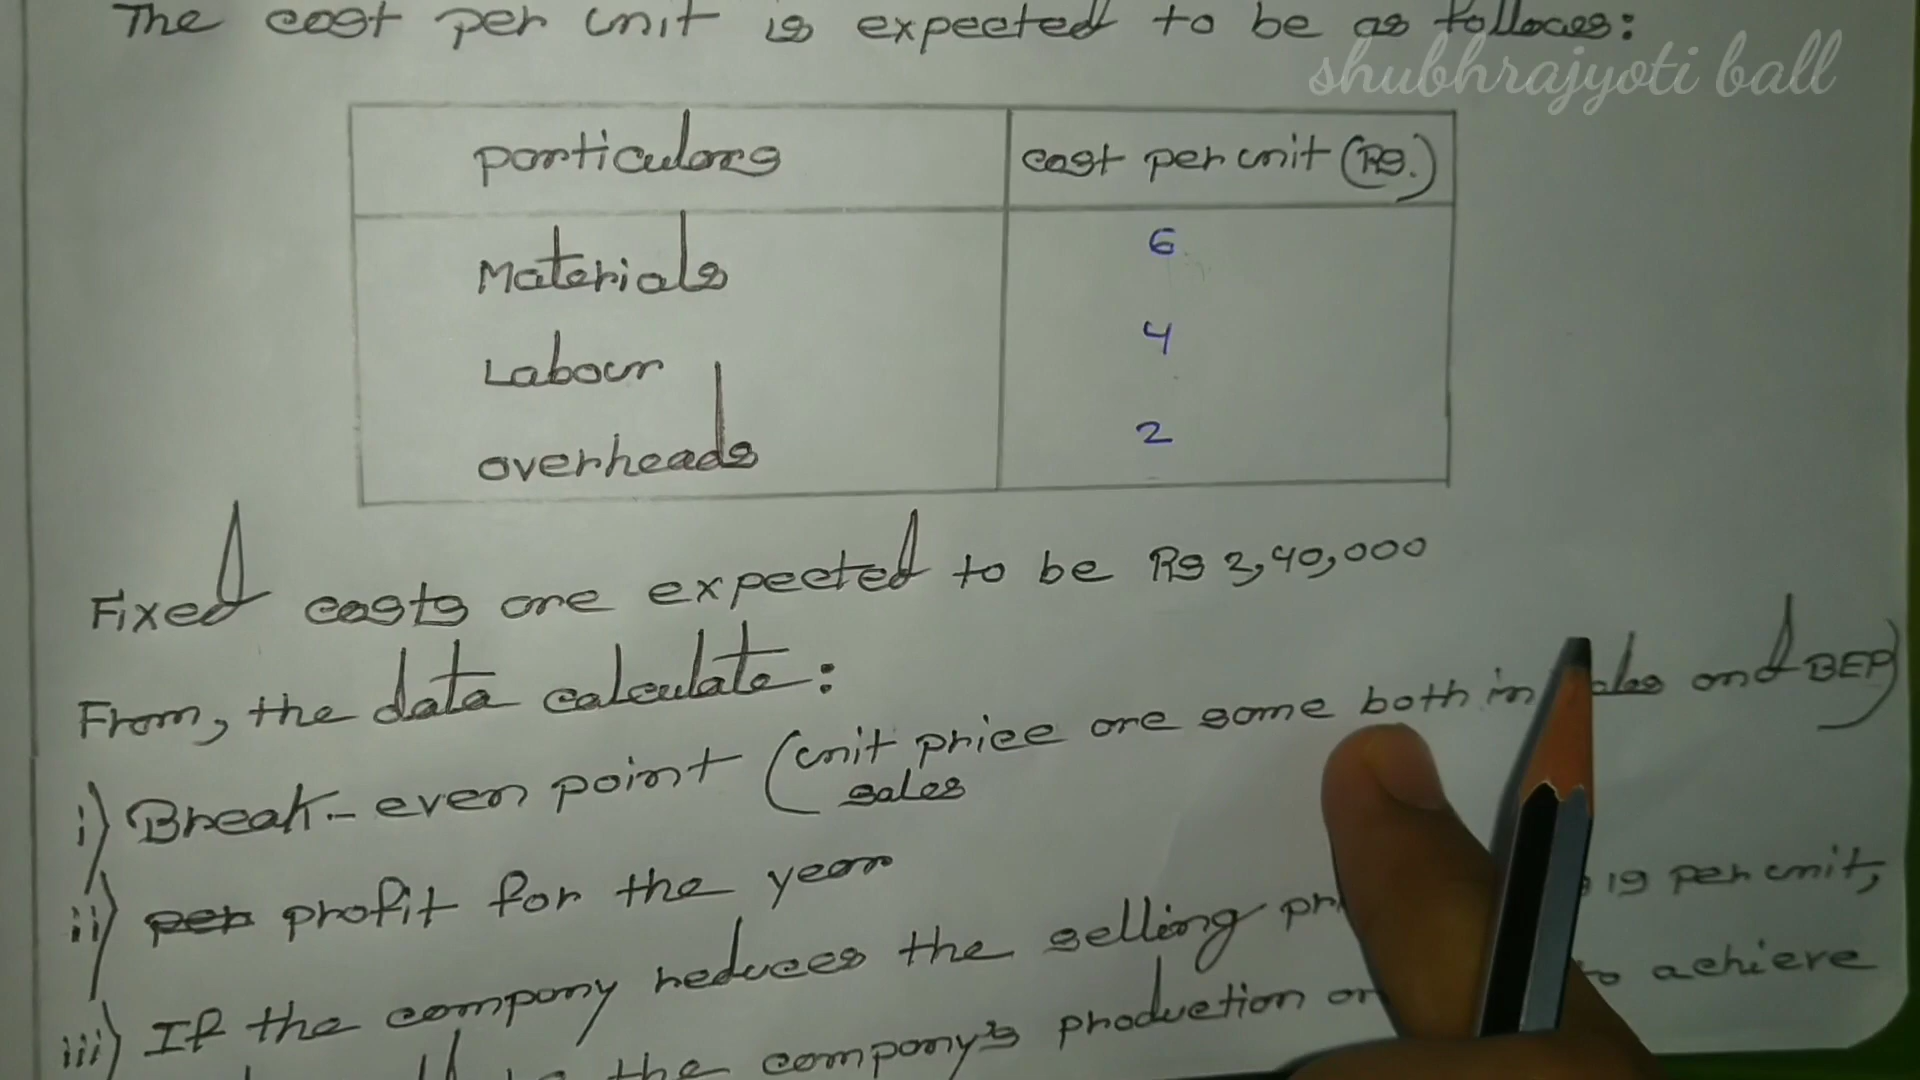 The cost per unit is expected to be as follows:
shubhrajyoti ball
particulars cost per unit (Rs.)
Materials 6
Labour 4
overheads 2
Fixed costs are expected to be Rs 2,40,000
From, the data calculate:
i) Break-even point (unit price are same both in sales and BEP)
sales
ii) per profit for the year
iii) If the company reduces the selling 19 per unit,
the company's production achieve